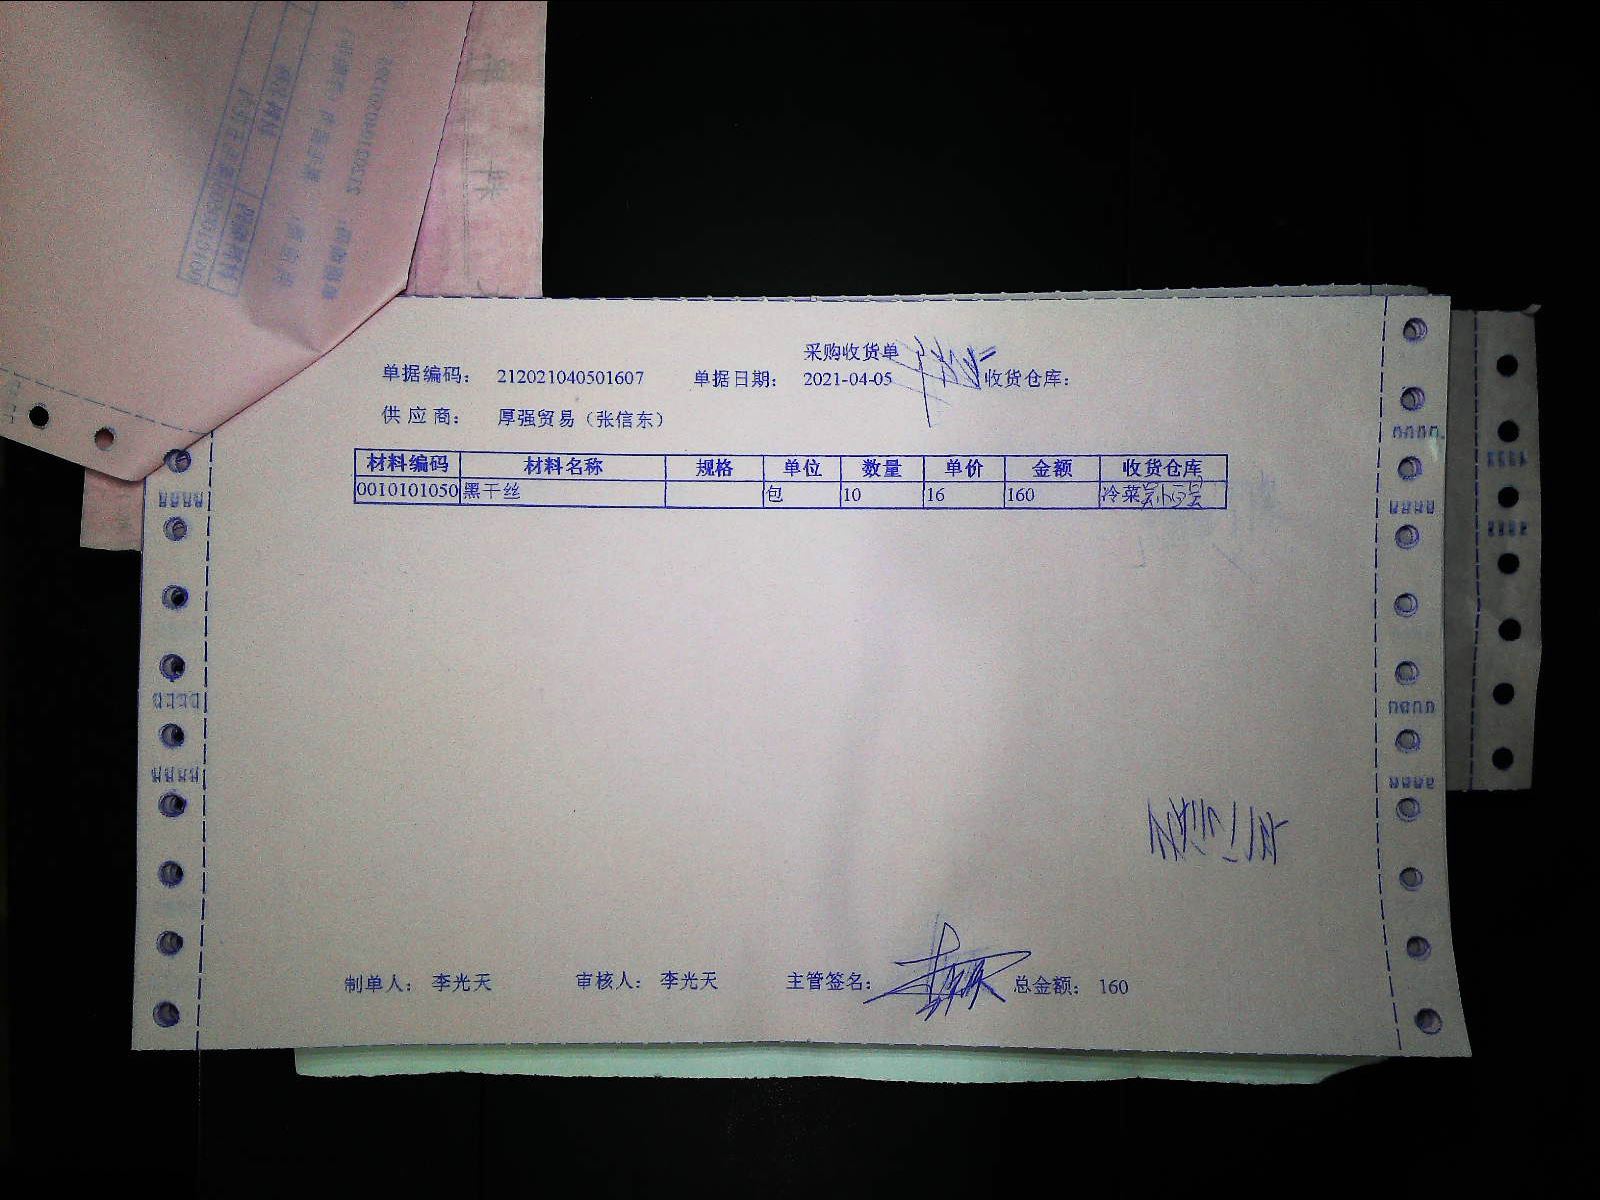 采购收货单
单据编码: 212021040501607 单据日期: 2021-04-05 收货仓库:
供应商: 厚强贸易（张信东）
材料编码 材料名称 规格 单位 数量 单价 金额 收货仓库
0010101050 黑干丝 包 10 16 160 冷菜
制单人: 李光天 审核人: 李光天 主管签名: 总金额: 160